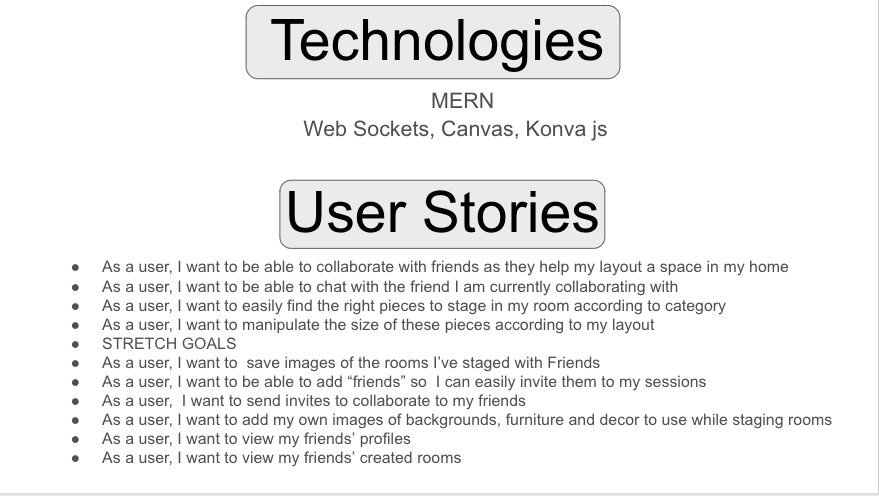 Technologies
MERN
Web Sockets, Canvas, Konva js
User Stories
● As a user, I want to be able to collaborate with friends as they help my layout a space in my home
● As a user, I want to be able to chat with the friend I am currently collaborating with
● As a user, I want to easily find the right pieces to stage in my room according to category
● As a user, I want to manipulate the size of these pieces according to my layout
● STRETCH GOALS
● As a user, I want to  save images of the rooms I’ve staged with Friends
● As a user, I want to be able to add “friends” so  I can easily invite them to my sessions
● As a user,  I want to send invites to collaborate to my friends
● As a user, I want to add my own images of backgrounds, furniture and decor to use while staging rooms
● As a user, I want to view my friends’ profiles
● As a user, I want to view my friends’ created rooms